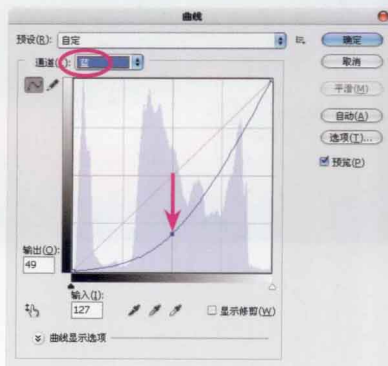 曲线
预设(R): 自定
确定
通道(C): 蓝
取消
平滑(M)
自动(A)
选项(T)...
预览(P)
输出(O):
49
输入(I):
127
显示修剪(W)
曲线显示选项